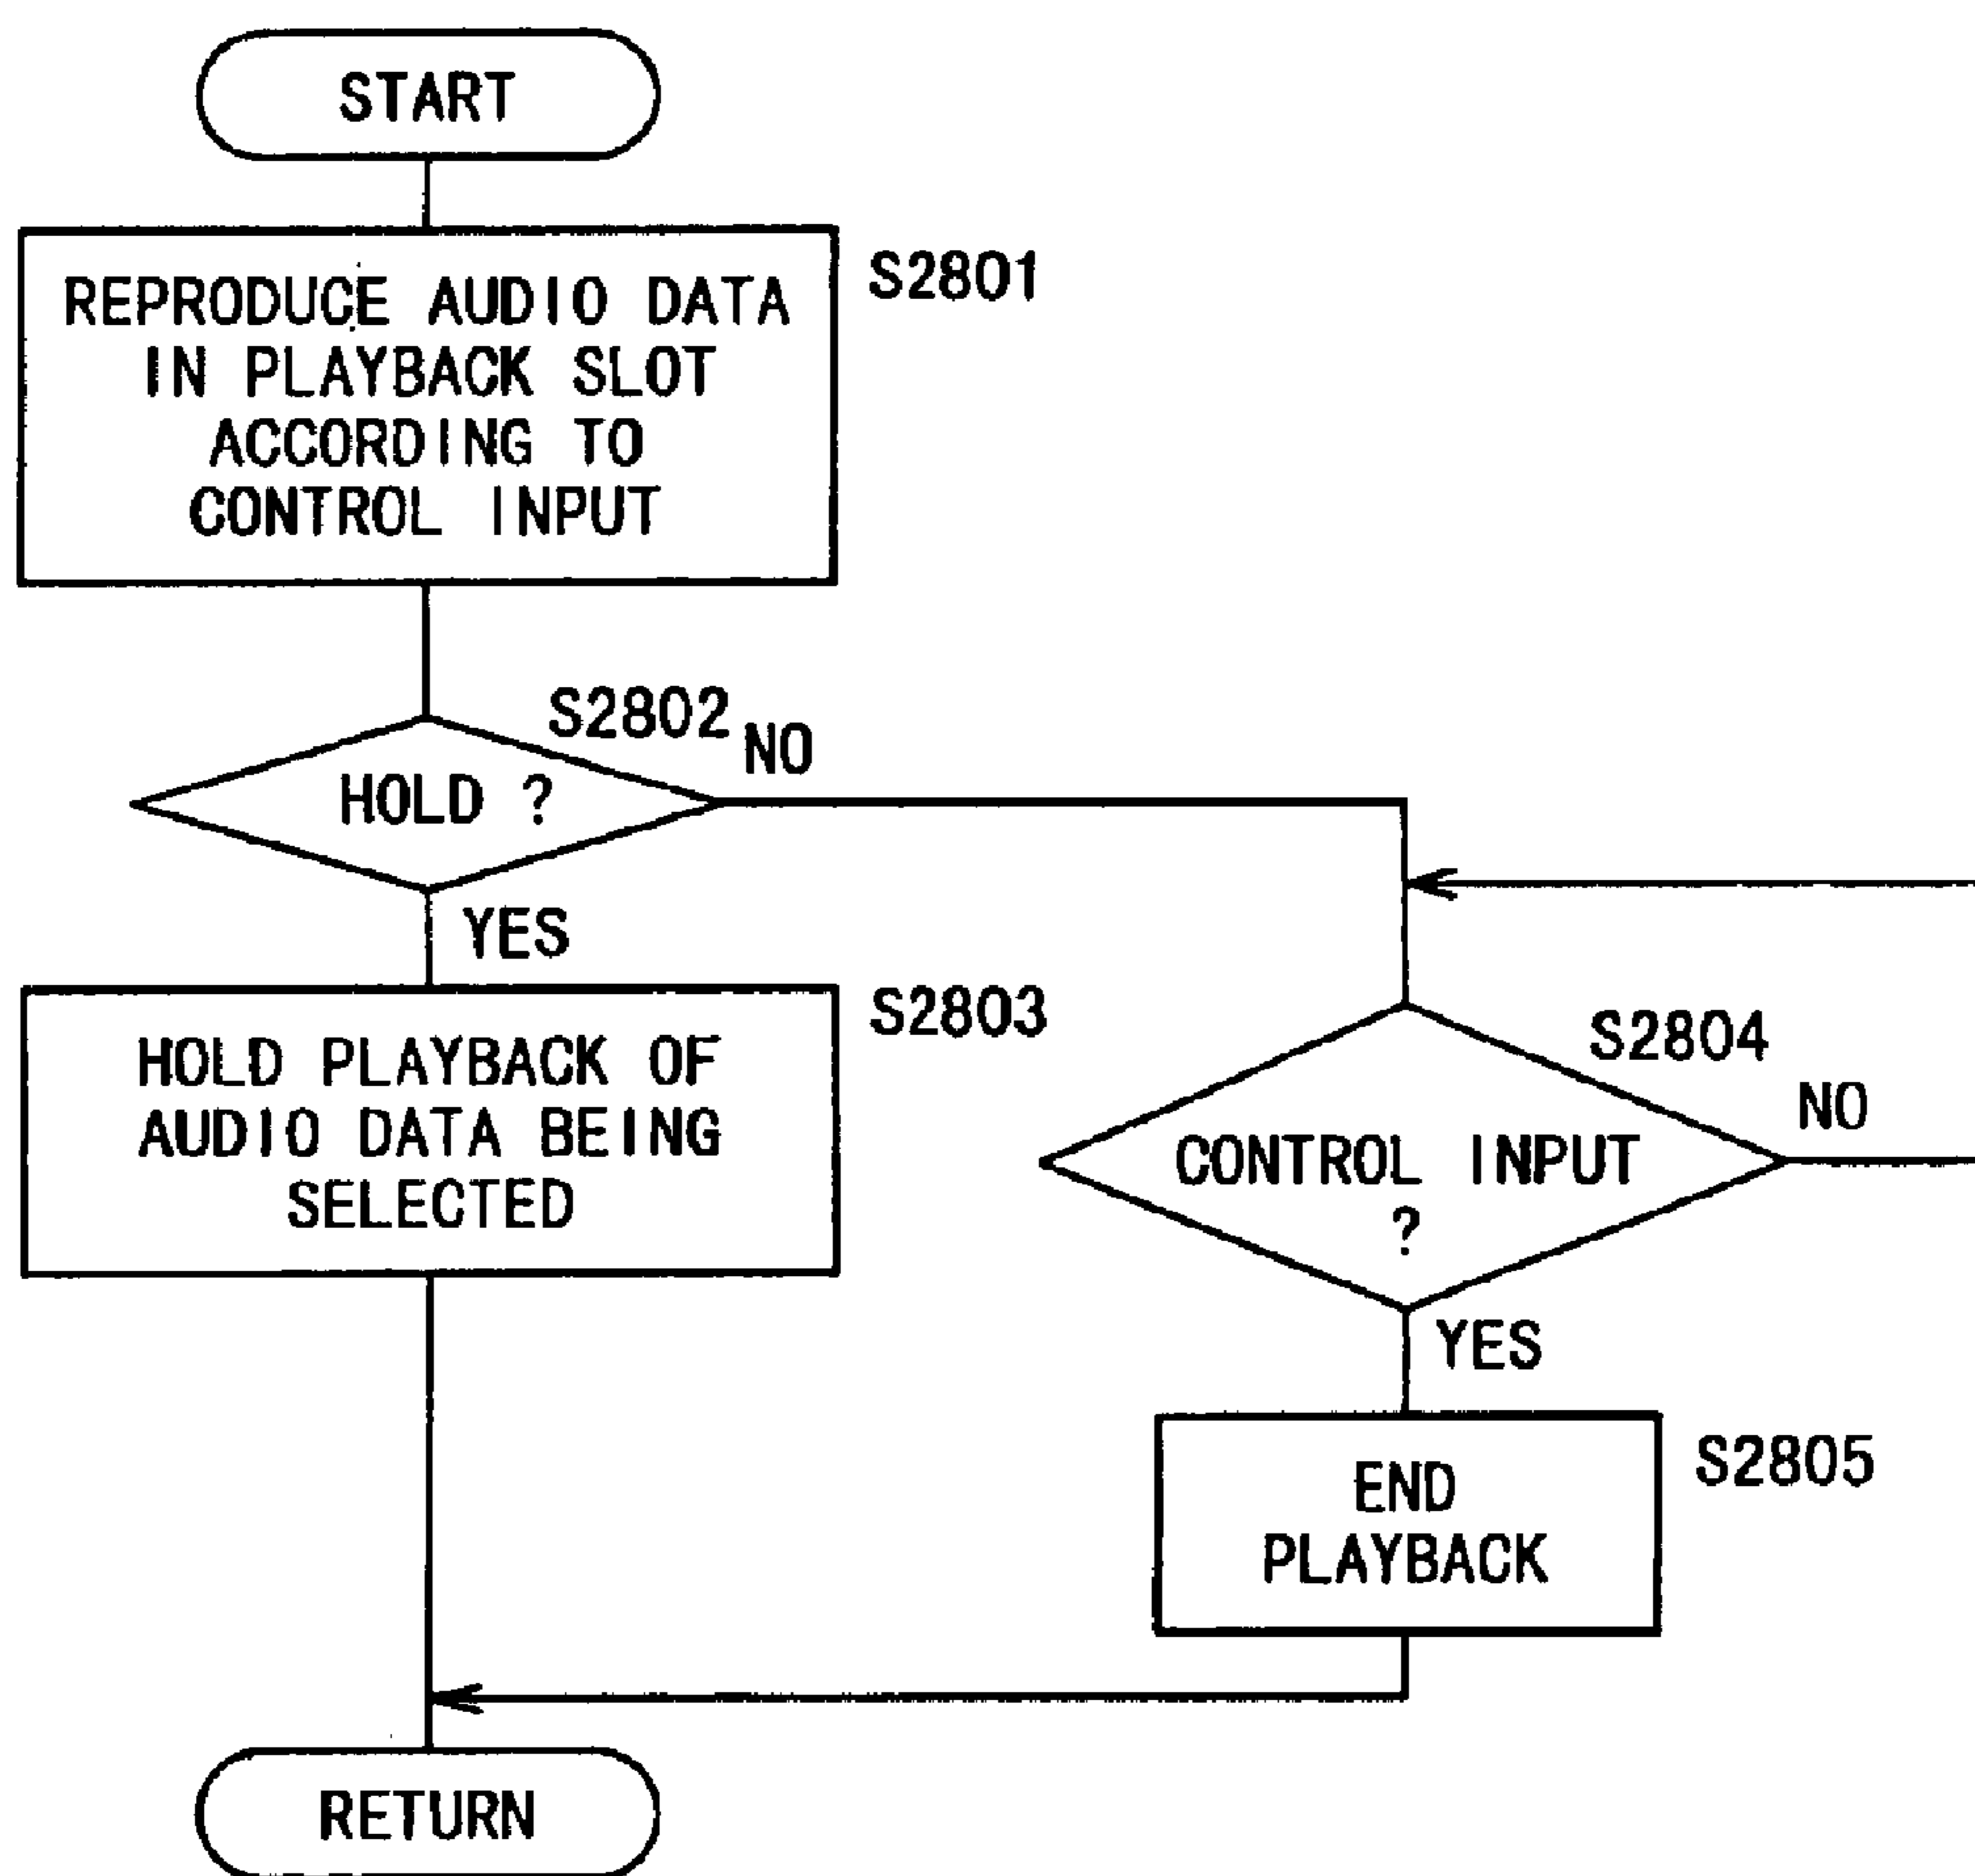 START
REPRODUCE AUDIO DATA
IN PLAYBACK SLOT
ACCORDING TO
CONTROL INPUT
S2801
S2802
HOLD ?
NO
YES
HOLD PLAYBACK OF
AUDIO DATA BEING
SELECTED
S2803
S2804
CONTROL INPUT
?
NO
YES
END
PLAYBACK
S2805
RETURN